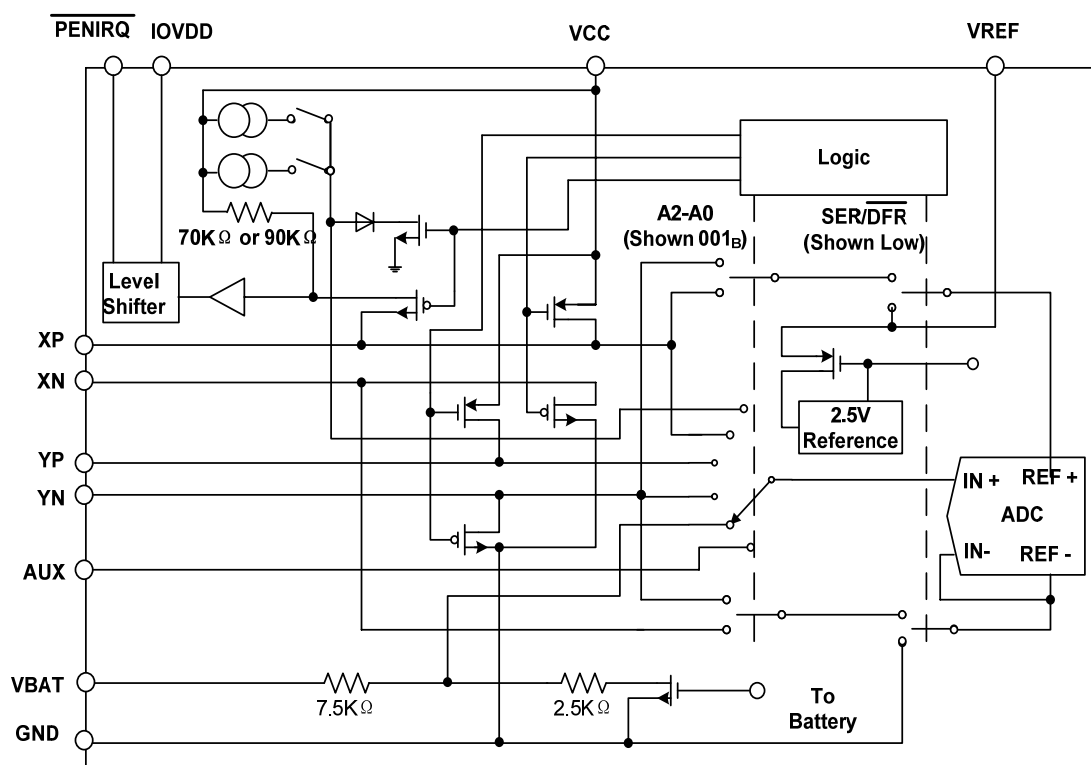 PENIRQ IOVDD VCC VREF
Logic
70KΩ or 90KΩ
A2-A0
(Shown 001B)
SER/DFR
(Shown Low)
Level
Shifter
XP
XN
2.5V
Reference
YP
YN
IN + REF +
ADC
IN- REF -
AUX
VBAT
7.5KΩ
2.5KΩ
To
Battery
GND